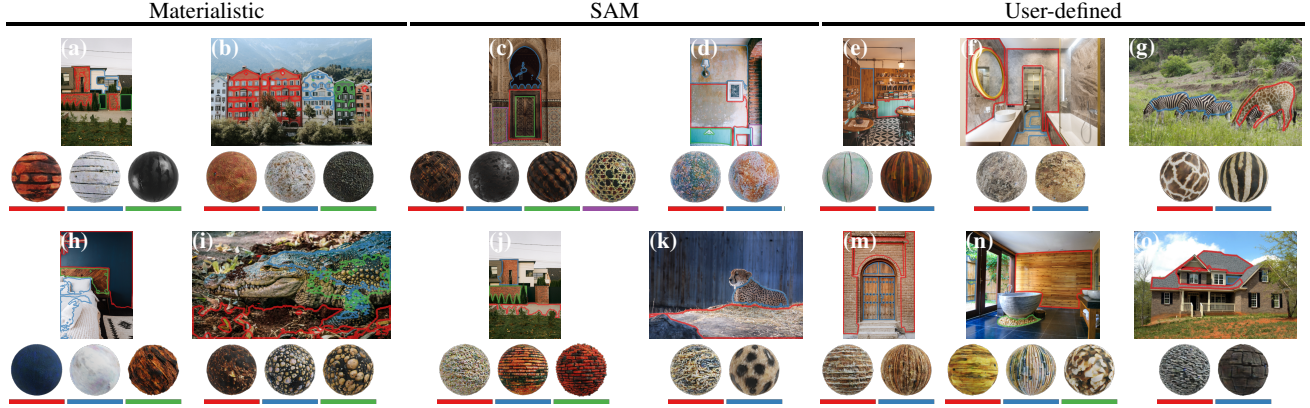 Materialistic SAM User-defined
(a) (b) (c) (d) (e) (f) (g)
(h) (i) (j) (k) (m) (n) (o)